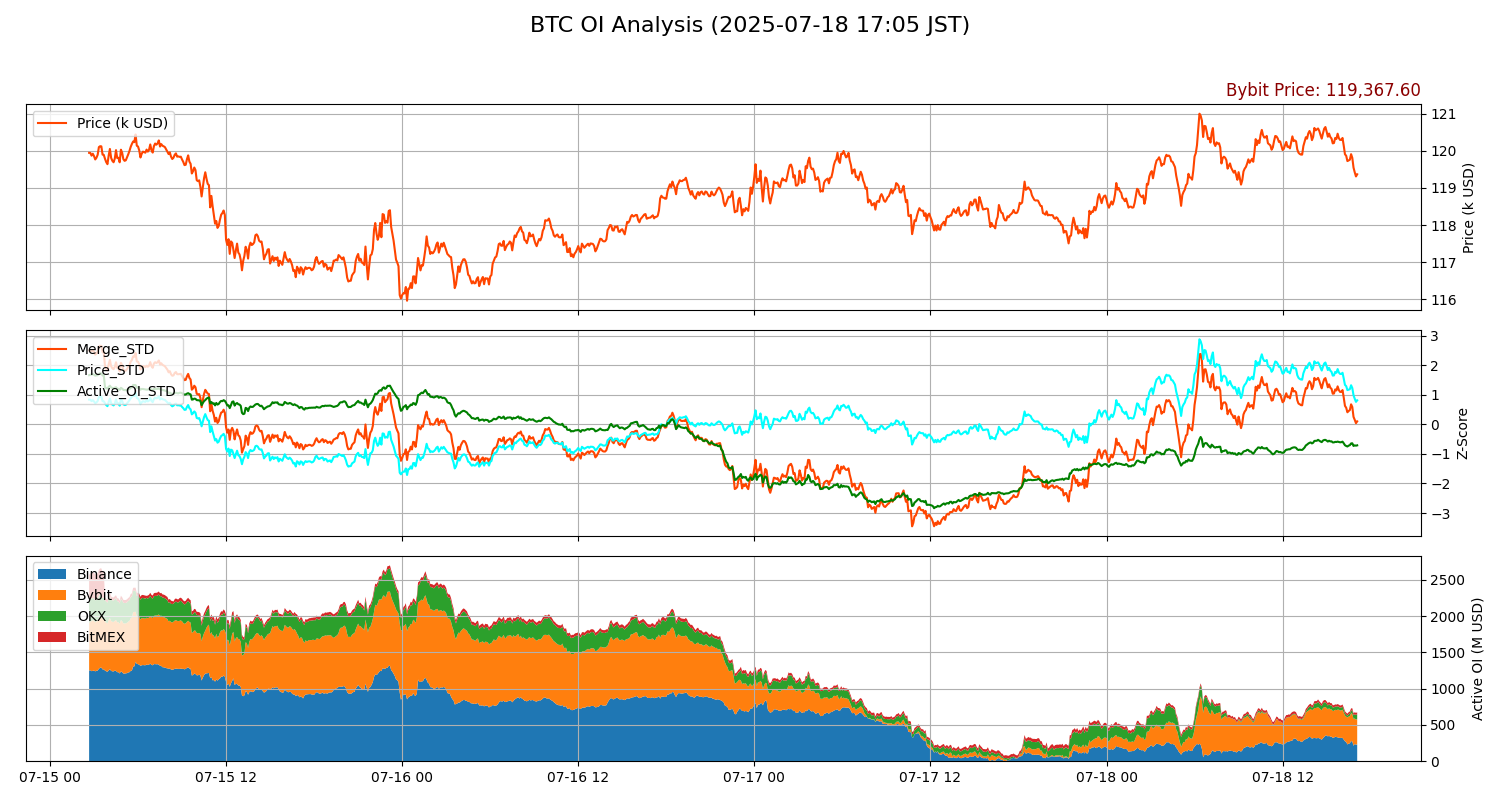 BTC OI Analysis (2025-07-18 17:05 JST)
Bybit Price: 119,367.60
Price (k USD)
121
120
119
118
117
116
Price (k USD)
Merge_STD
Price_STD
Active_OI_STD
3
2
1
0
−1
−2
−3
Z-Score
Binance
Bybit
OKX
BitMEX
2500
2000
1500
1000
500
0
Active OI (M USD)
07-15 00 07-15 12 07-16 00 07-16 12 07-17 00 07-17 12 07-18 00 07-18 12